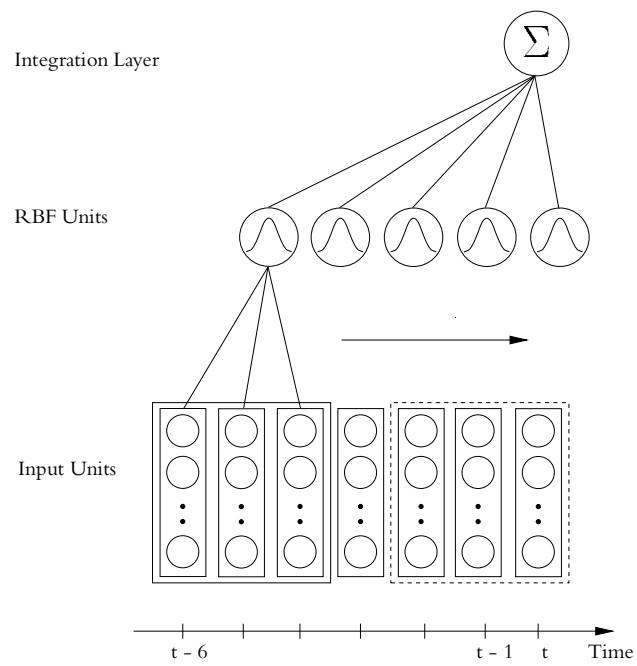 Σ
Integration Layer
RBF Units
Input Units
t - 6
t - 1
t
Time